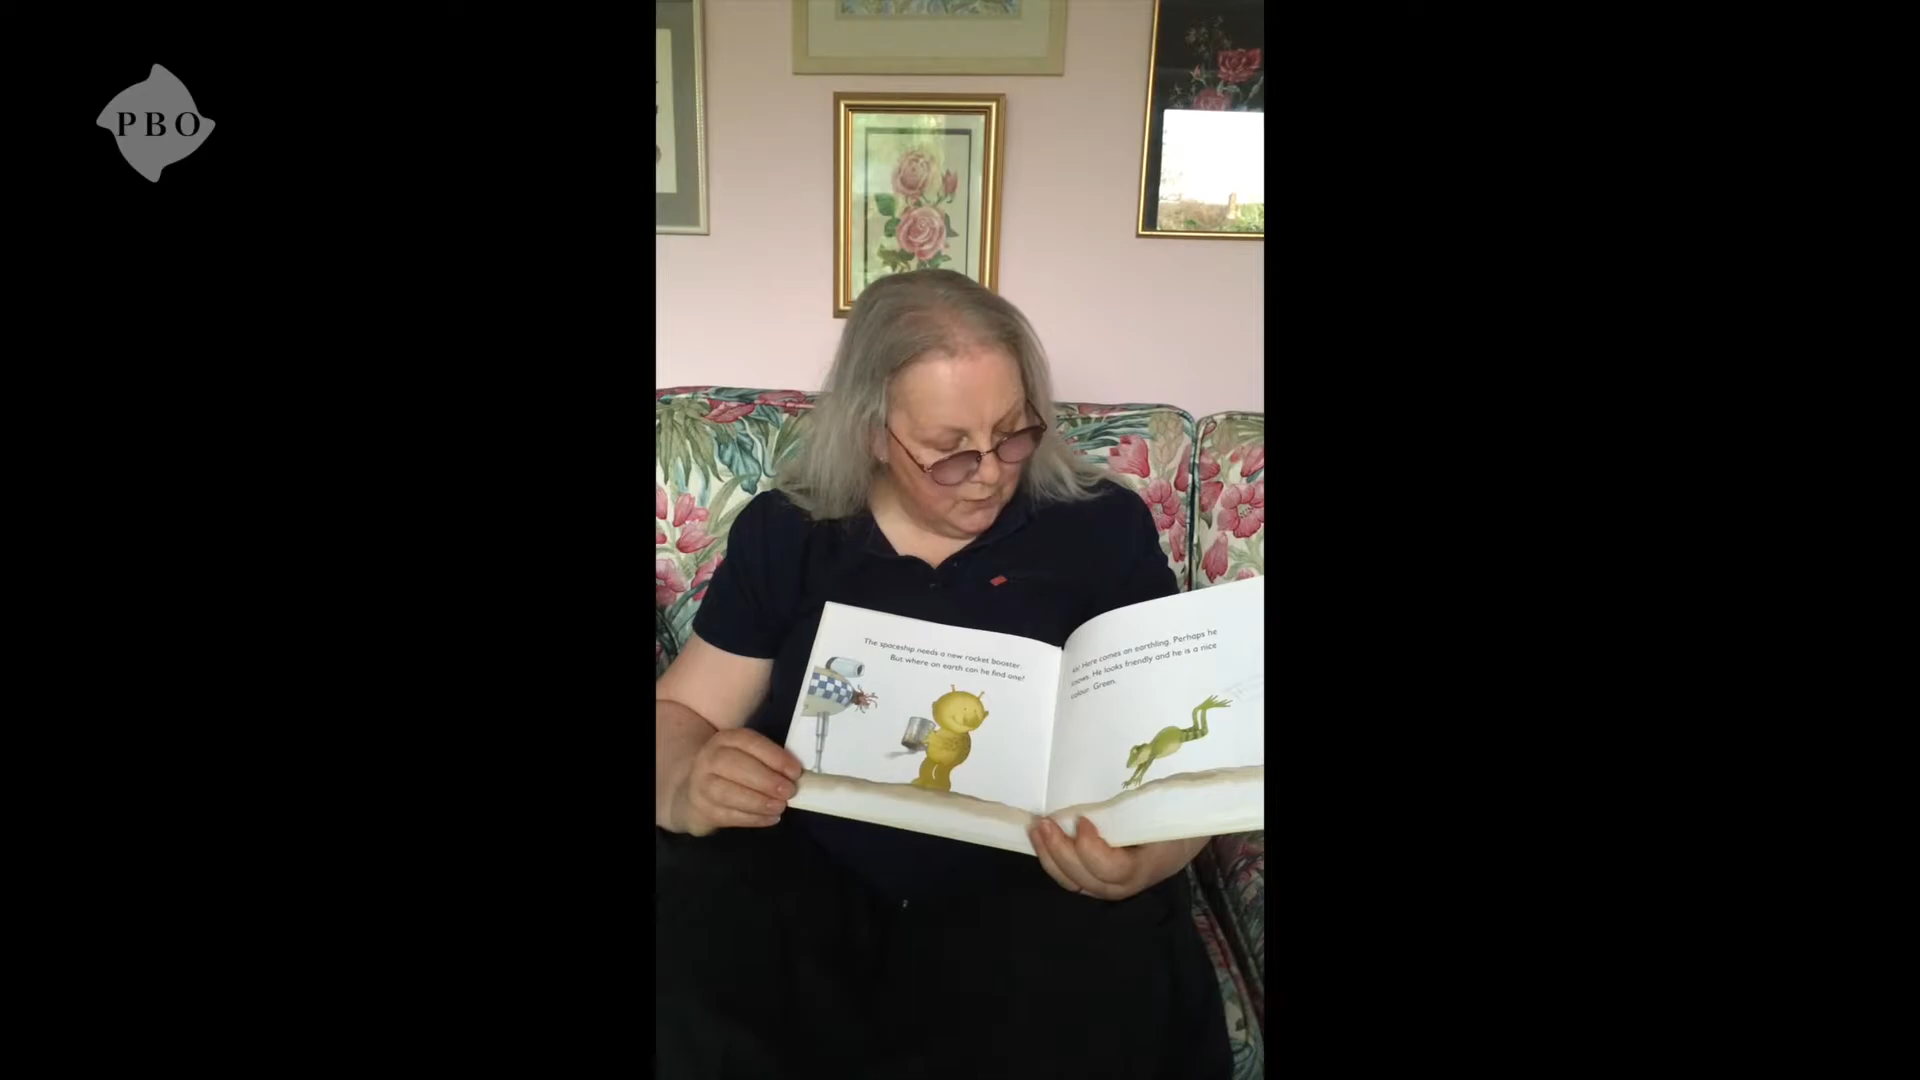 PBO
The spaceship needs a new rocket booster.
But where on earth can he find one?
Here comes an earthling. Perhaps he
knows. He looks friendly and he is a nice
colour. Green.